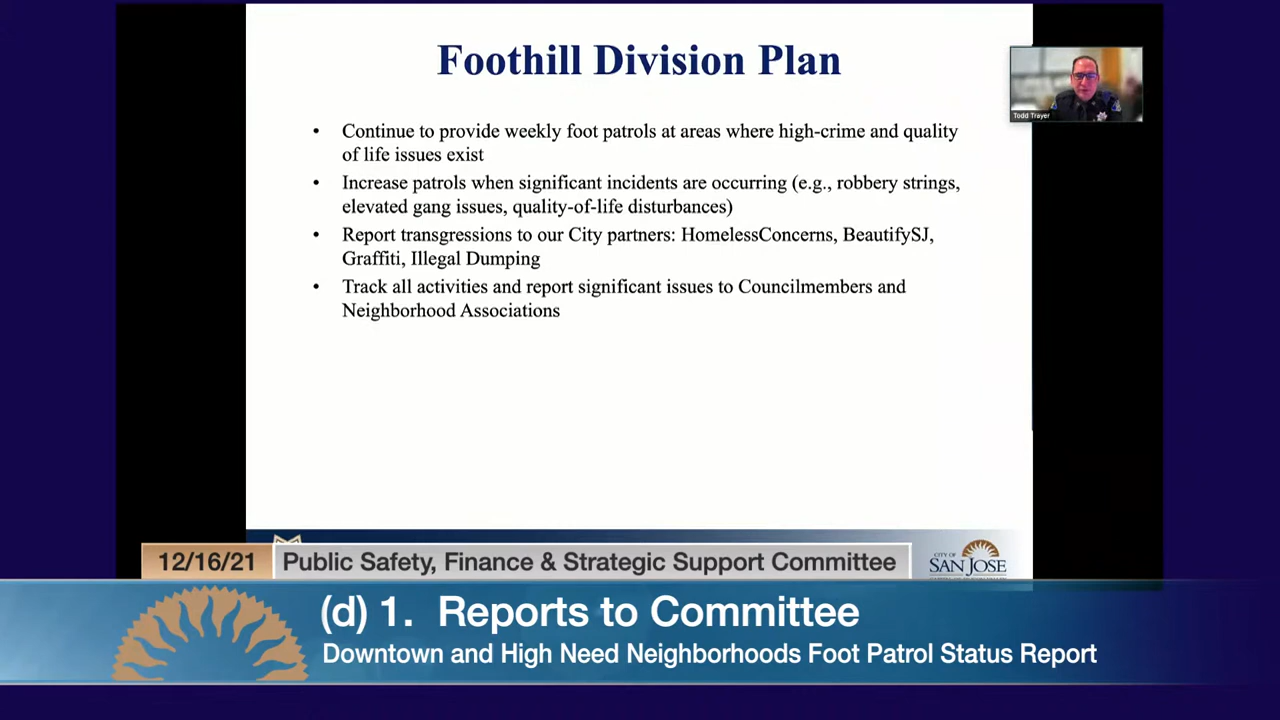 Foothill Division Plan
Todd Trayer
• Continue to provide weekly foot patrols at areas where high-crime and quality
of life issues exist
• Increase patrols when significant incidents are occurring (e.g., robbery strings,
elevated gang issues, quality-of-life disturbances)
• Report transgressions to our City partners: HomelessConcerns, BeautifySJ,
Graffiti, Illegal Dumping
• Track all activities and report significant issues to Councilmembers and
Neighborhood Associations
12/16/21 Public Safety, Finance & Strategic Support Committee
CITY OF
SAN JOSE
(d) 1. Reports to Committee
Downtown and High Need Neighborhoods Foot Patrol Status Report